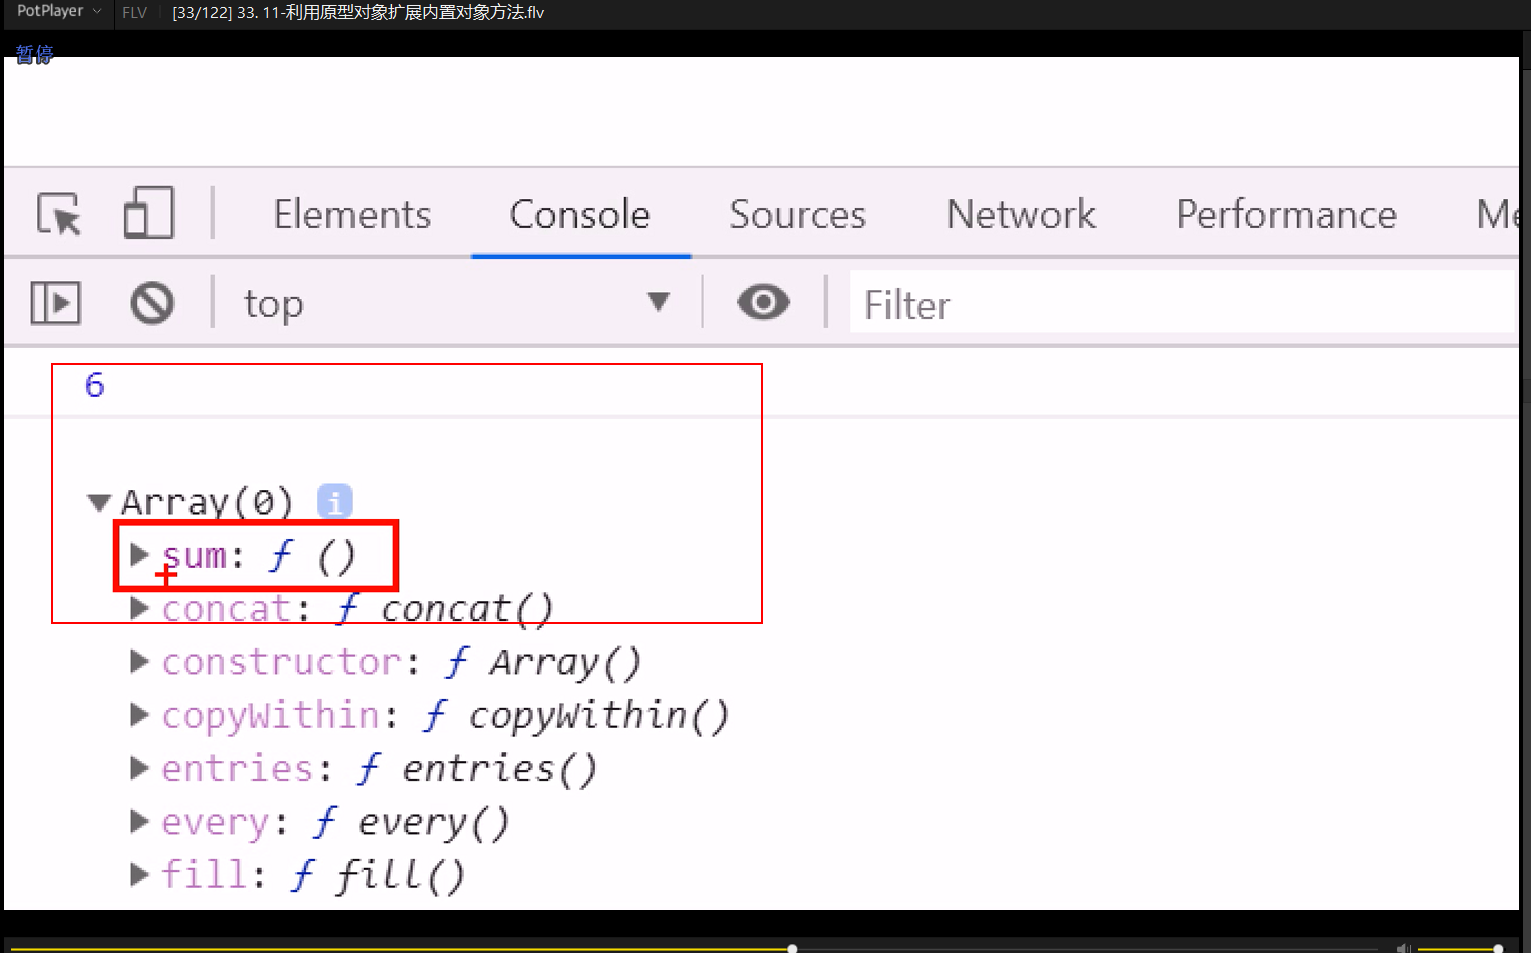 PotPlayer FLV [33/122] 33. 11-利用原型对象扩展内置对象方法.flv
暂停
Elements Console Sources Network Performance Me
top Filter
6
Array(0) i
sum: ƒ ()
concat: ƒ concat()
constructor: ƒ Array()
copyWithin: ƒ copyWithin()
entries: ƒ entries()
every: ƒ every()
fill: ƒ fill()